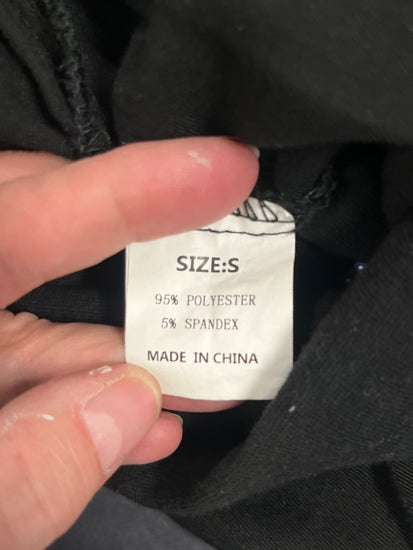 SIZE:S
95% POLYESTER
5% SPANDEX
MADE IN CHINA